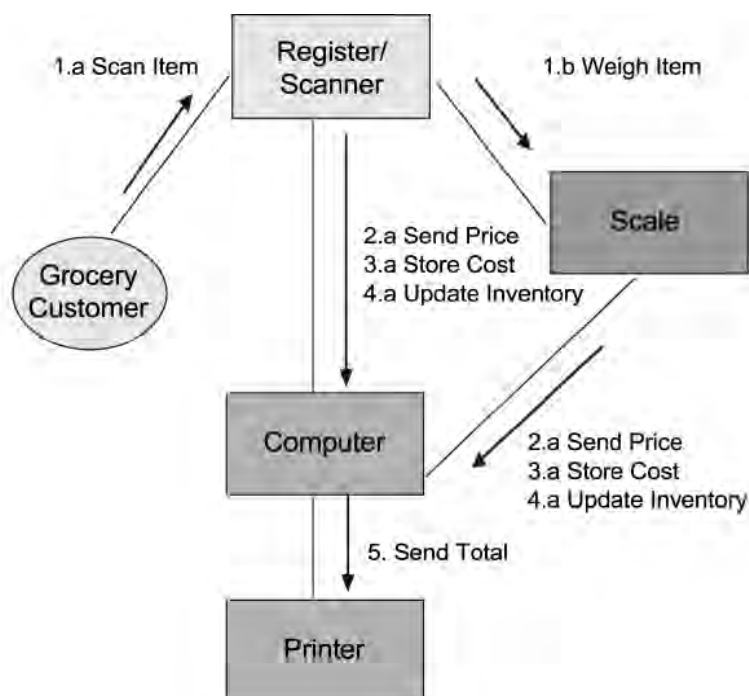 Register/
Scanner
1.a Scan Item
1.b Weigh Item
Scale
Grocery
Customer
2.a Send Price
3.a Store Cost
4.a Update Inventory
Computer
2.a Send Price
3.a Store Cost
4.a Update Inventory
5. Send Total
Printer